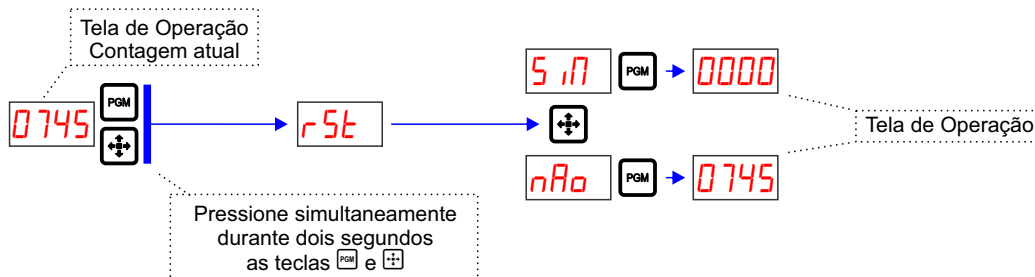 Tela de Operação
Contagem atual
0745
PGM
rSt
Sim
PGM
0000
Tela de Operação
nAo
PGM
0745
Pressione simultaneamente
durante dois segundos
as teclas PGM e